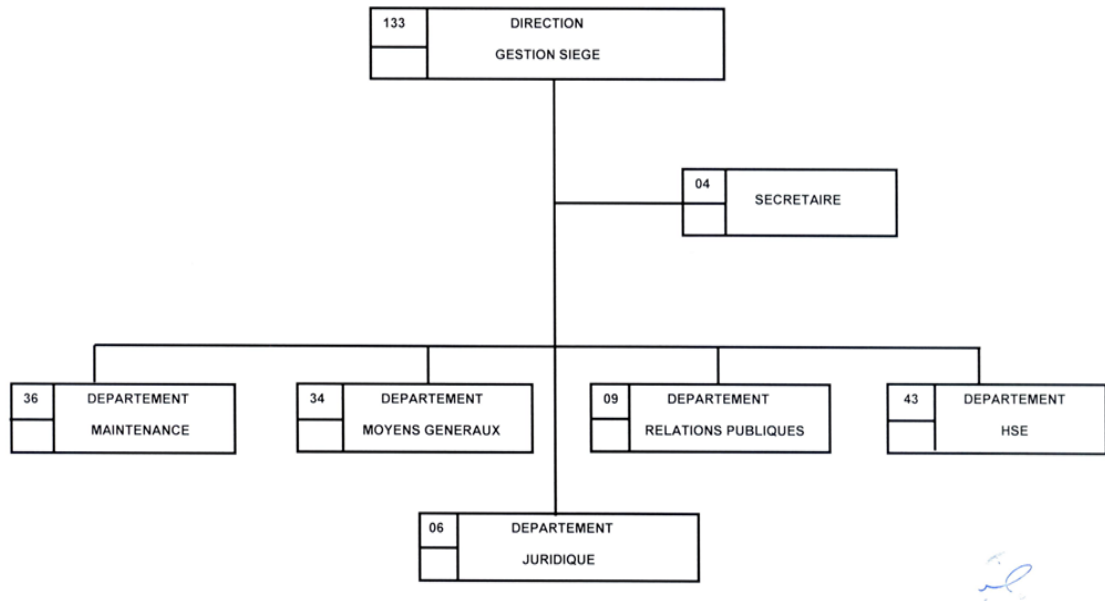 133
DIRECTION
GESTION SIEGE
04
SECRETAIRE
36
DEPARTEMENT
MAINTENANCE
34
DEPARTEMENT
MOYENS GENERAUX
09
DEPARTEMENT
RELATIONS PUBLIQUES
43
DEPARTEMENT
HSE
06
DEPARTEMENT
JURIDIQUE